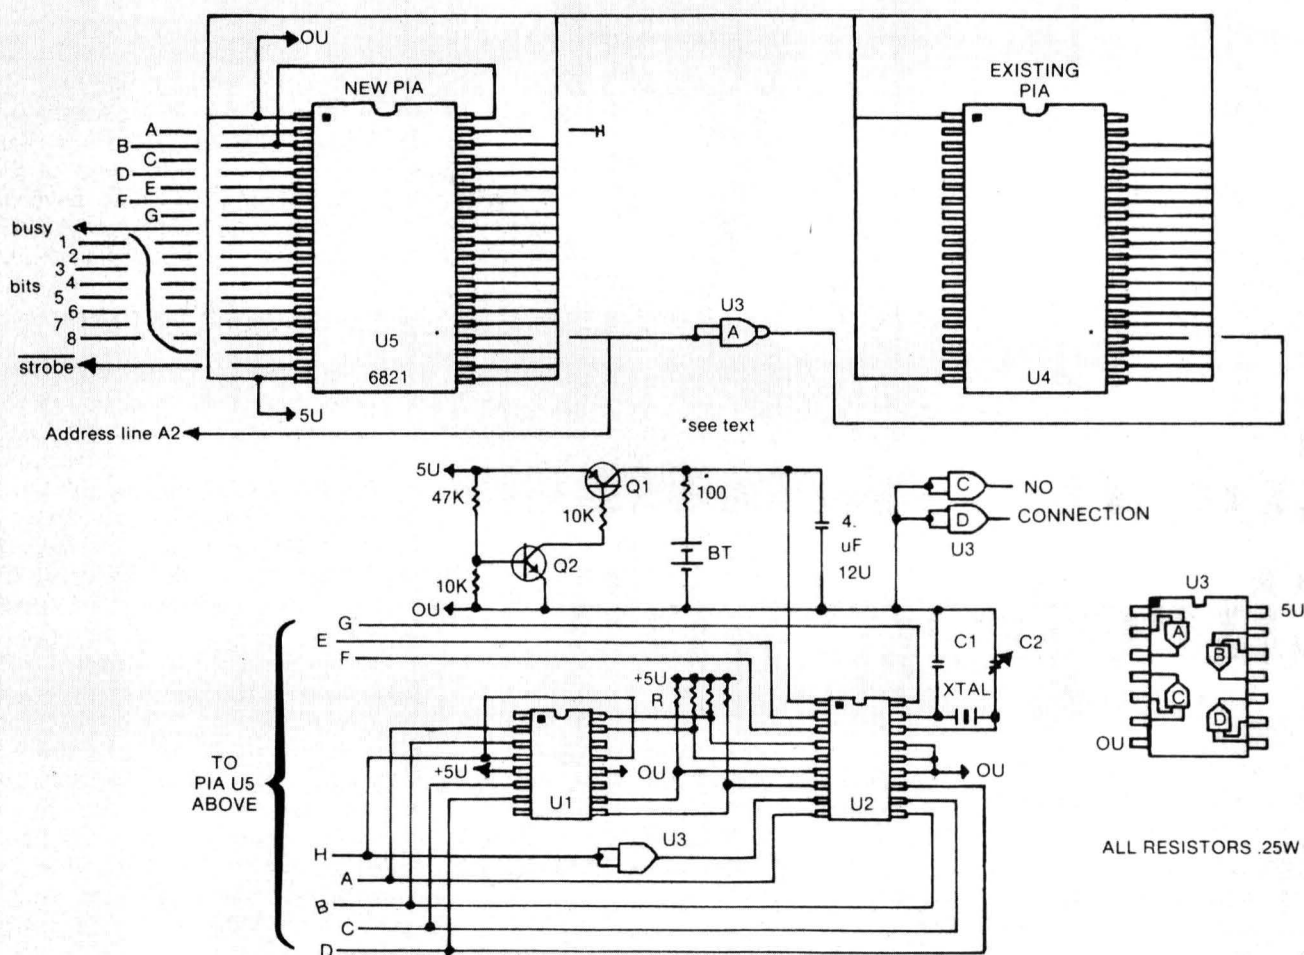 OU
NEW PIA
EXISTING
PIA
A
B
C
D
E
F
G
H
busy
1
2
3
bits 4
5
6
7
8
strobe
U5
6821
U3
A
U4
5U
Address line A2
*see text
5U
47K
Q1
10K
*
100
Q2
10K
BT
4.
uF
12U
C
NO
D
CONNECTION
U3
OU
G
E
F
C1
C2
+5U
R
XTAL
TO
PIA U5
ABOVE
+5U
OU
U1
U2
OU
U3
H
A
B
C
D
U3
5U
A
B
C
D
OU
ALL RESISTORS .25W